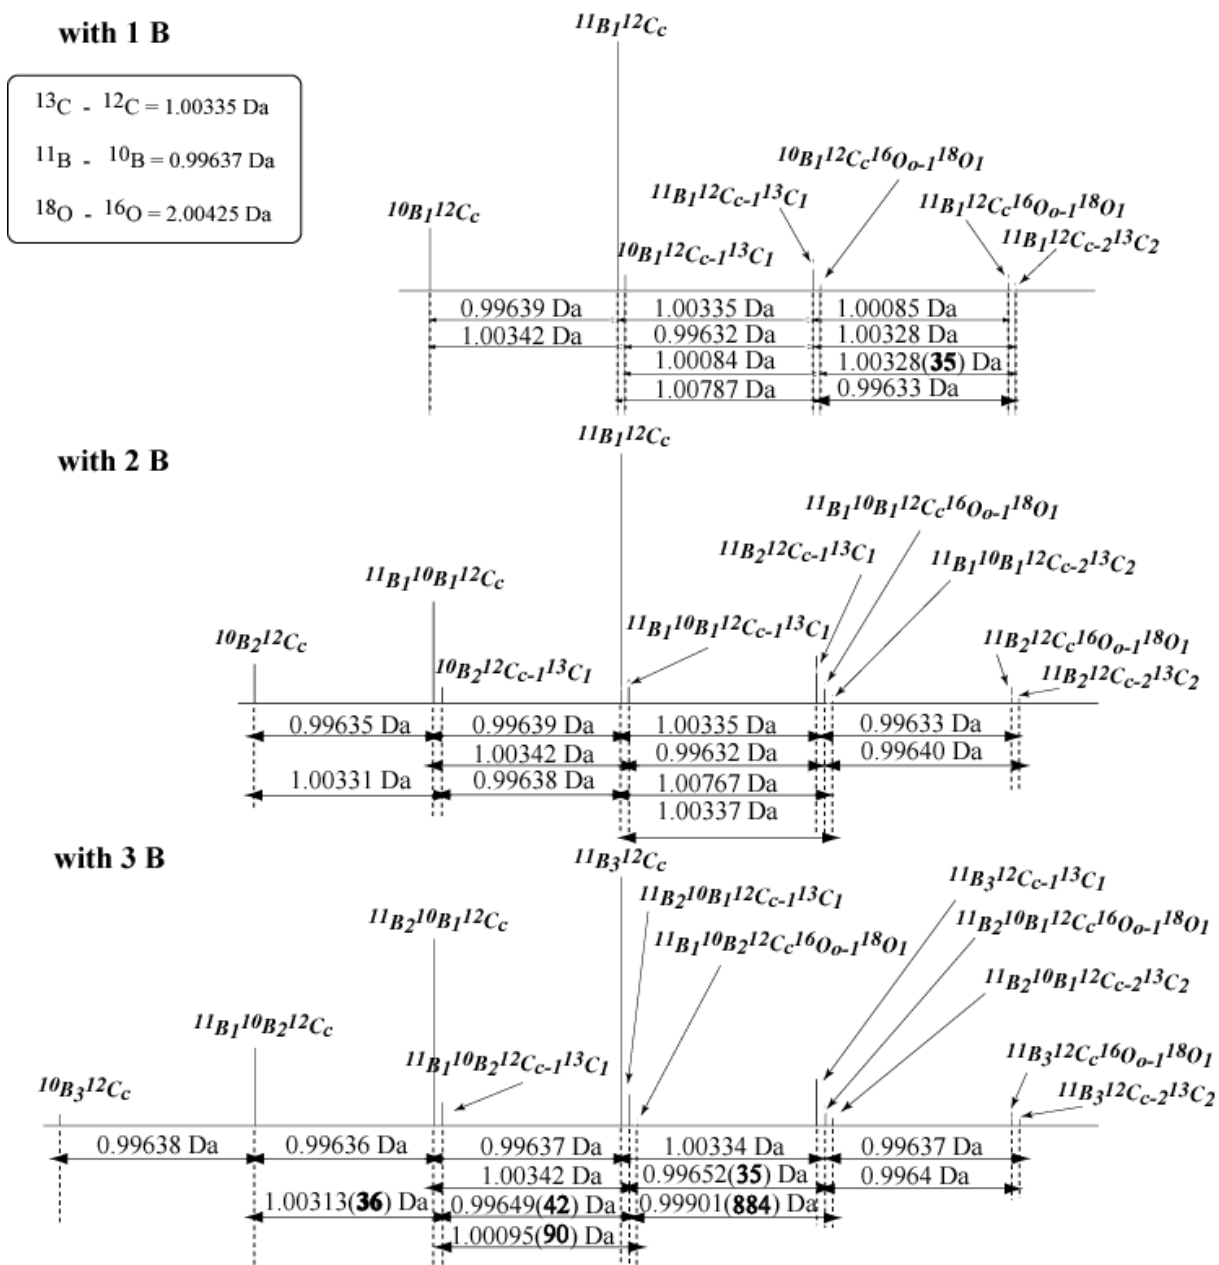 with 1 B
¹¹B₁¹²Cc
¹³C - ¹²C = 1.00335 Da
¹¹B - ¹⁰B = 0.99637 Da
¹⁸O - ¹⁶O = 2.00425 Da
¹⁰B₁¹²Cc¹⁶Oo-1¹⁸O₁
¹¹B₁¹²Cc-1¹³C₁
¹¹B₁¹²Cc¹⁶Oo-1¹⁸O₁
¹⁰B₁¹²Cc
¹¹B₁¹²Cc-2¹³C₂
¹⁰B₁¹²Cc-1¹³C₁
0.99639 Da 1.00335 Da 1.00085 Da
1.00342 Da 0.99632 Da 1.00328 Da
1.00084 Da 1.00328(35) Da
1.00787 Da 0.99633 Da
with 2 B
¹¹B₁¹²Cc
¹¹B₁¹⁰B₁¹²Cc¹⁶Oo-1¹⁸O₁
¹¹B₂¹²Cc-1¹³C₁
¹¹B₁¹⁰B₁¹²Cc-2¹³C₂
¹¹B₁¹⁰B₁¹²Cc
¹¹B₁¹⁰B₁¹²Cc-1¹³C₁
¹⁰B₂¹²Cc
¹¹B₂¹²Cc¹⁶Oo-1¹⁸O₁
¹⁰B₂¹²Cc-1¹³C₁
¹¹B₂¹²Cc-2¹³C₂
0.99635 Da 0.99639 Da 1.00335 Da 0.99633 Da
1.00342 Da 0.99632 Da 0.99640 Da
1.00331 Da 0.99638 Da 1.00767 Da
1.00337 Da
with 3 B
¹¹B₃¹²Cc
¹¹B₃¹²Cc-1¹³C₁
¹¹B₂¹⁰B₁¹²Cc-1¹³C₁
¹¹B₂¹⁰B₁¹²Cc
¹¹B₂¹⁰B₁¹²Cc¹⁶Oo-1¹⁸O₁
¹¹B₁¹⁰B₂¹²Cc¹⁶Oo-1¹⁸O₁
¹¹B₂¹⁰B₁¹²Cc-2¹³C₂
¹¹B₁¹⁰B₂¹²Cc
¹¹B₁¹⁰B₂¹²Cc-1¹³C₁
¹¹B₃¹²Cc¹⁶Oo-1¹⁸O₁
¹⁰B₃¹²Cc
¹¹B₃¹²Cc-2¹³C₂
0.99638 Da 0.99636 Da 0.99637 Da 1.00334 Da 0.99637 Da
1.00342 Da 0.99652(35) Da 0.9964 Da
1.00313(36) Da 0.99649(42) Da 0.99901(884) Da
1.00095(90) Da